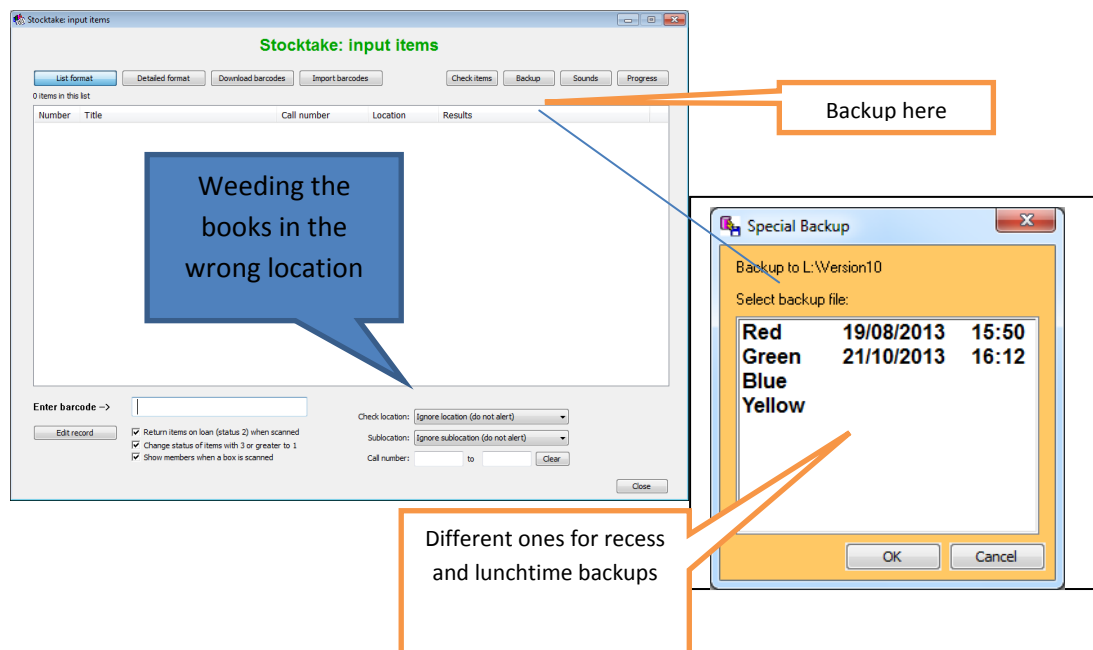 Stocktake: input items
Stocktake: input items
List format Detailed format Download barcodes Import barcodes Check items Backup Sounds Progress
0 items in this list
Number Title Call number Location Results
Backup here
Weeding the
books in the
wrong location
Special Backup
Backup to L:\Version10
Select backup file:
Red 19/08/2013 15:50
Green 21/10/2013 16:12
Blue
Yellow
OK Cancel
Enter barcode -->
Edit record
Return items on loan (status 2) when scanned
Change status of items with 3 or greater to 1
Show members when a box is scanned
Check location: Ignore location (do not alert)
Sublocation: Ignore sublocation (do not alert)
Call number: to Clear
Close
Different ones for recess
and lunchtime backups